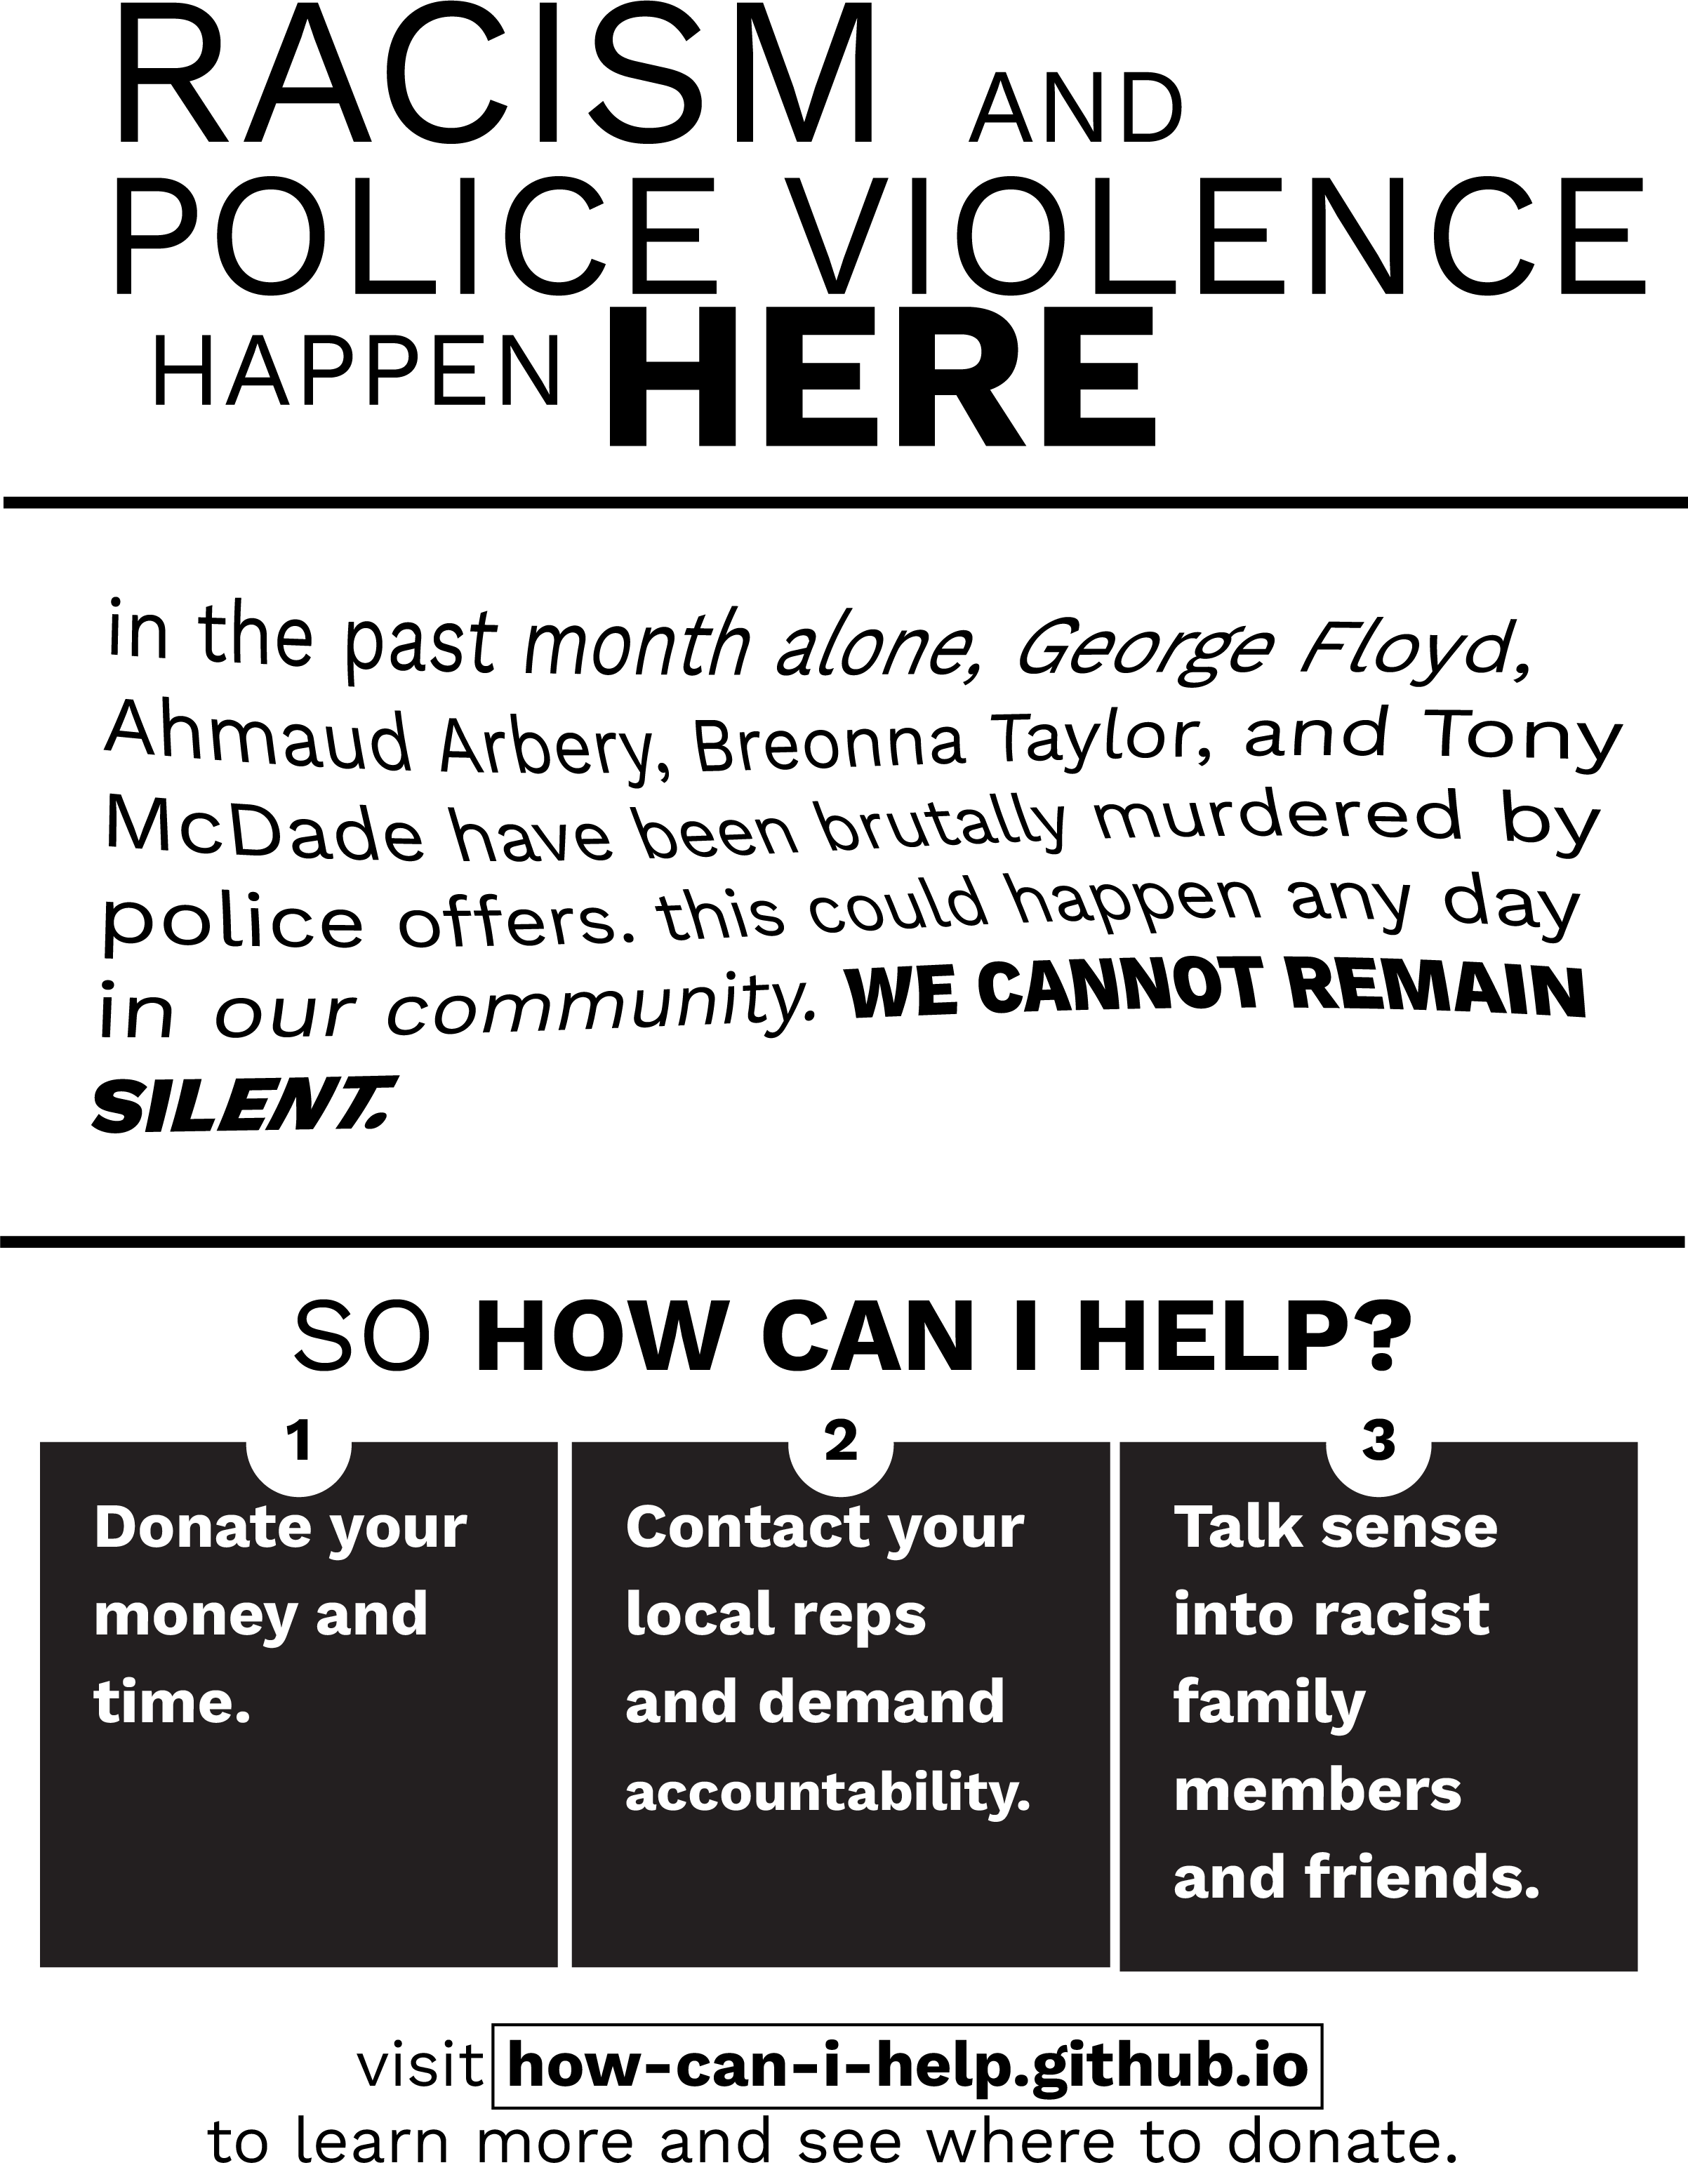 RACISM AND
POLICE VIOLENCE
HAPPEN HERE
in the past month alone, George Floyd,
Ahmaud Arbery, Breonna Taylor, and Tony
McDade have been brutally murdered by
police offers. this could happen any day
in our community. WE CANNOT REMAIN
SILENT.
SO HOW CAN I HELP?
1
Donate your
money and
time.
2
Contact your
local reps
and demand
accountability.
3
Talk sense
into racist
family
members
and friends.
visit how-can-i-help.github.io
to learn more and see where to donate.